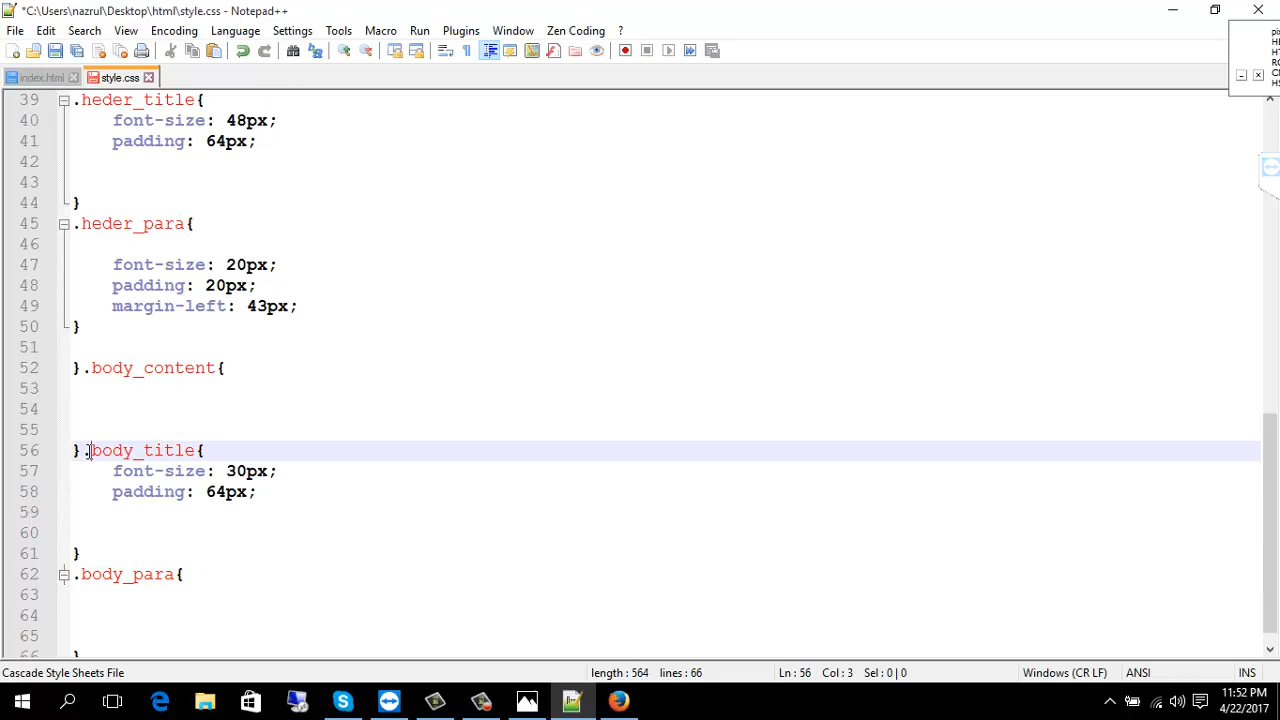 *C:\Users\nazrul\Desktop\html\style.css - Notepad++
File Edit Search View Encoding Language Settings Tools Macro Run Plugins Window Zen Coding ?
index.html style.css
39 .heder_title{
40 font-size: 48px;
41 padding: 64px;
42
43
44 }
45 .heder_para{
46
47 font-size: 20px;
48 padding: 20px;
49 margin-left: 43px;
50 }
51
52 }.body_content{
53
54
55
56 }.body_title{
57 font-size: 30px;
58 padding: 64px;
59
60
61 }
62 .body_para{
63
64
65
66 }
Cascade Style Sheets File length : 564 lines : 66 Ln : 56 Col : 3 Sel : 0 | 0 Windows (CR LF) ANSI INS
11:52 PM
4/22/2017